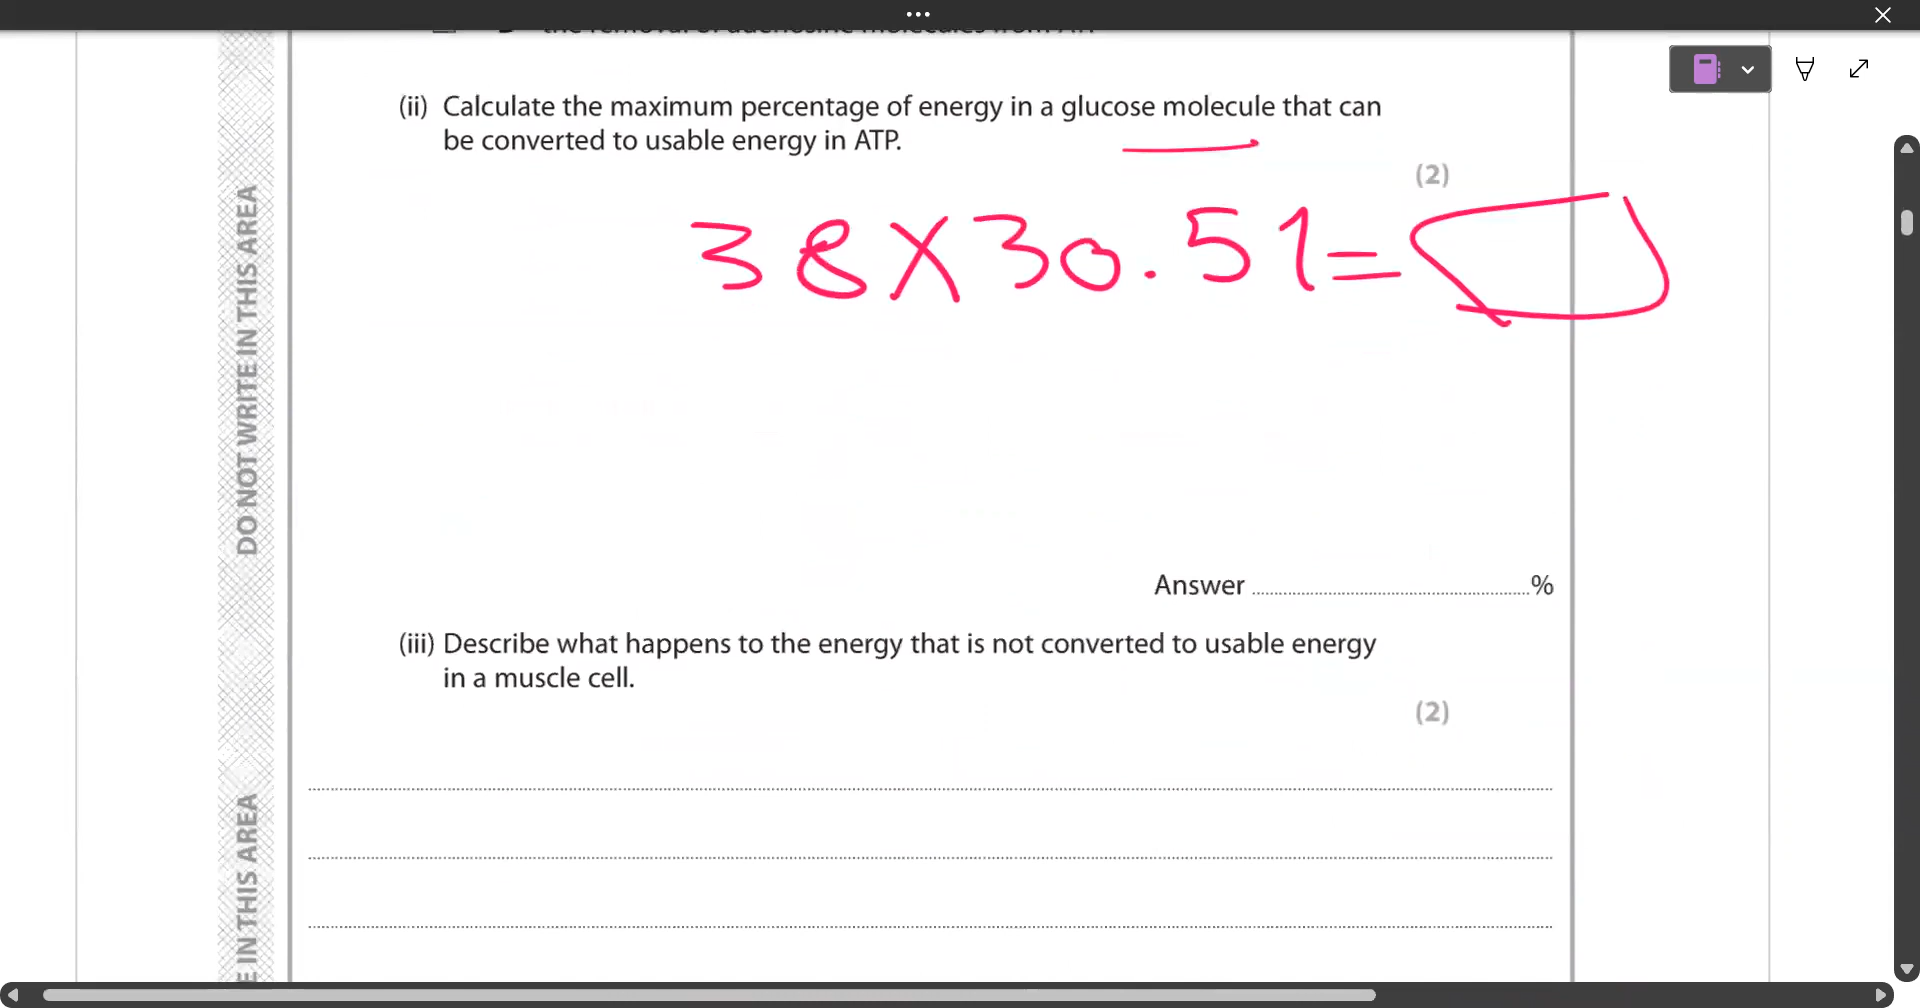 (ii) Calculate the maximum percentage of energy in a glucose molecule that can
be converted to usable energy in ATP.
(2)
38 X 30.51 =
DO NOT WRITE IN THIS AREA
Answer ........................................ %
(iii) Describe what happens to the energy that is not converted to usable energy
in a muscle cell.
(2)
E IN THIS AREA